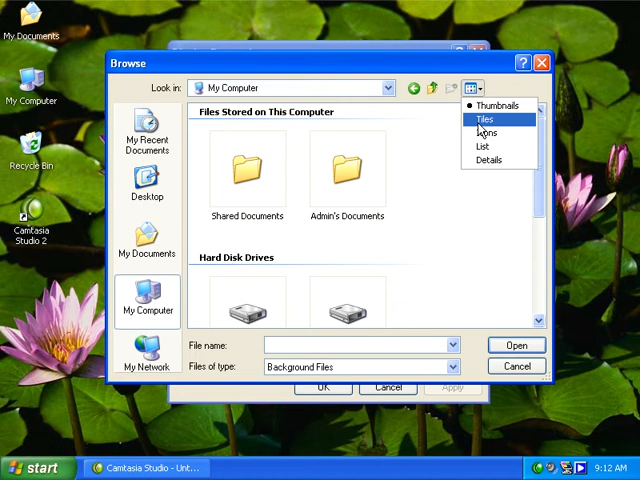 My Documents
My Computer
Recycle Bin
Camtasia
Studio 2
Browse
Look in:
My Computer
Thumbnails
Tiles
Icons
List
Details
My Recent
Documents
Desktop
My Documents
My Computer
My Network
Files Stored on This Computer
Shared Documents
Admin's Documents
Hard Disk Drives
File name:
Open
Files of type:
Background Files
Cancel
OK
Cancel
Apply
start
Camtasia Studio - Unt...
9:12 AM